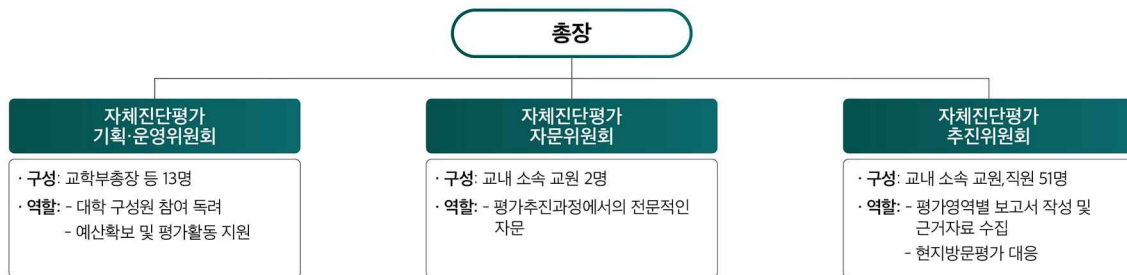 총장
자체진단평가
기획·운영위원회
· 구성: 교학부총장 등 13명
· 역할: - 대학 구성원 참여 독려
- 예산확보 및 평가활동 지원
자체진단평가
자문위원회
· 구성: 교내 소속 교원 2명
· 역할: - 평가추진과정에서의 전문적인
자문
자체진단평가
추진위원회
· 구성: 교내 소속 교원,직원 51명
· 역할: - 평가영역별 보고서 작성 및
근거자료 수집
- 현지방문평가 대응